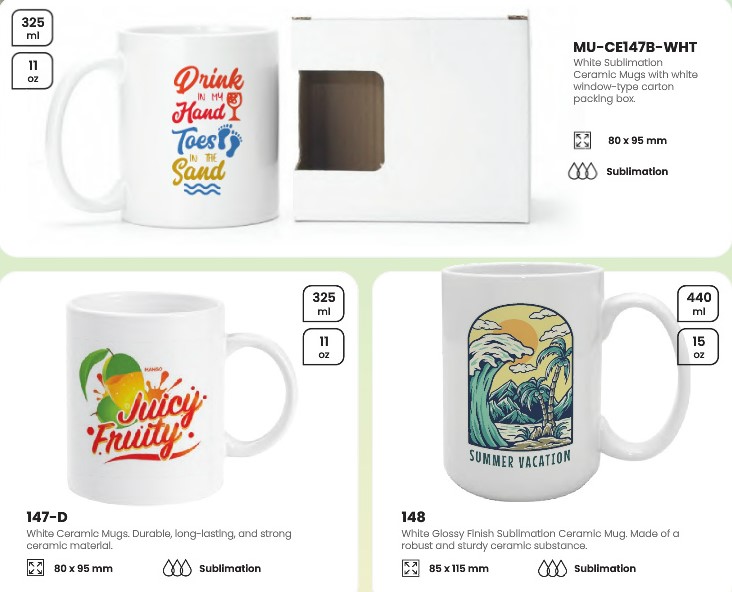 325
ml
11
oz
Drink
IN MY
Hand
Toes
IN THE
Sand
MU-CE147B-WHT
White Sublimation
Ceramic Mugs with white
window-type carton
packing box.
80 x 95 mm
Sublimation
325
ml
11
oz
MANGO
Juicy
Fruity
147-D
White Ceramic Mugs. Durable, long-lasting, and strong
ceramic material.
80 x 95 mm
Sublimation
440
ml
15
oz
SUMMER VACATION
148
White Glossy Finish Sublimation Ceramic Mug. Made of a
robust and sturdy ceramic substance.
85 x 115 mm
Sublimation